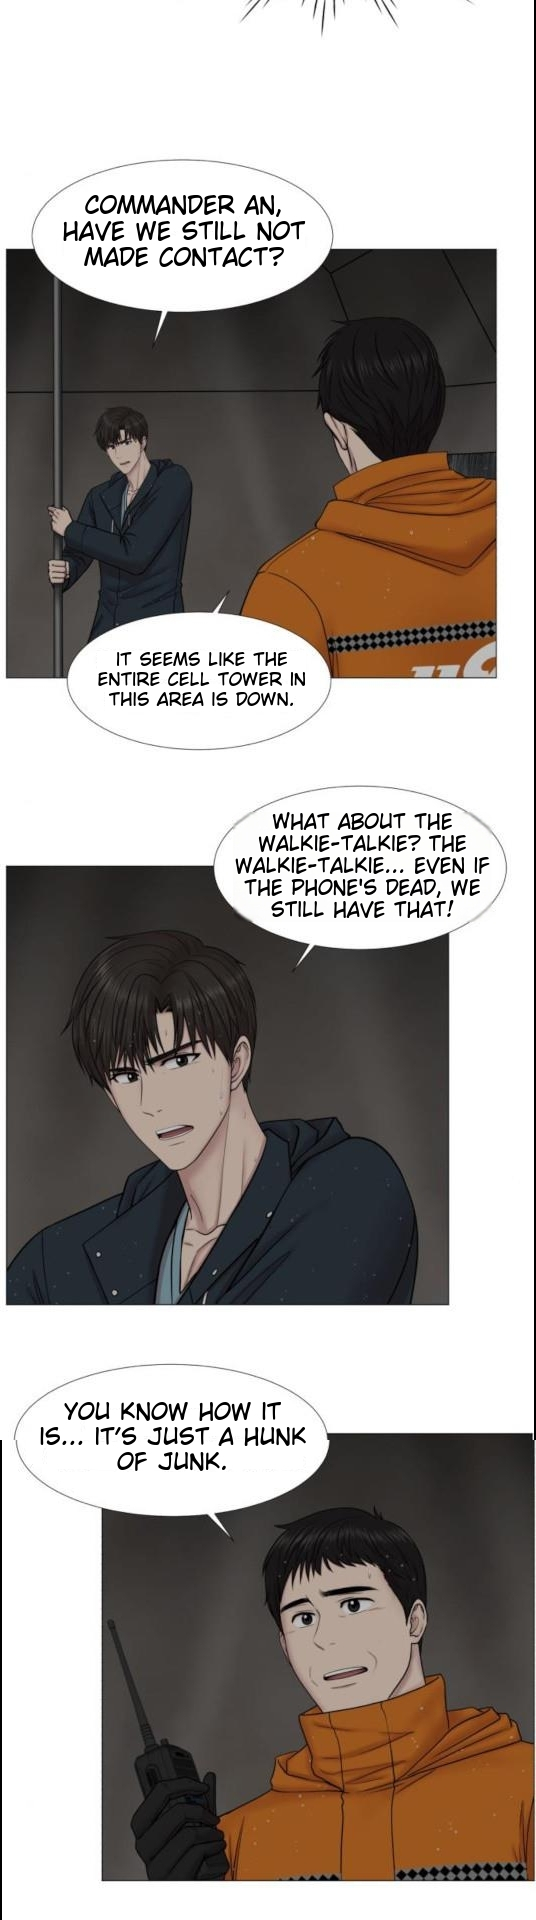 COMMANDER AN,
HAVE WE STILL NOT
MADE CONTACT?
IT SEEMS LIKE THE
ENTIRE CELL TOWER IN
THIS AREA IS DOWN.
WHAT ABOUT THE
WALKIE-TALKIE? THE
WALKIE-TALKIE... EVEN IF
THE PHONE'S DEAD, WE
STILL HAVE THAT!
YOU KNOW HOW IT
IS... IT'S JUST A HUNK
OF JUNK.